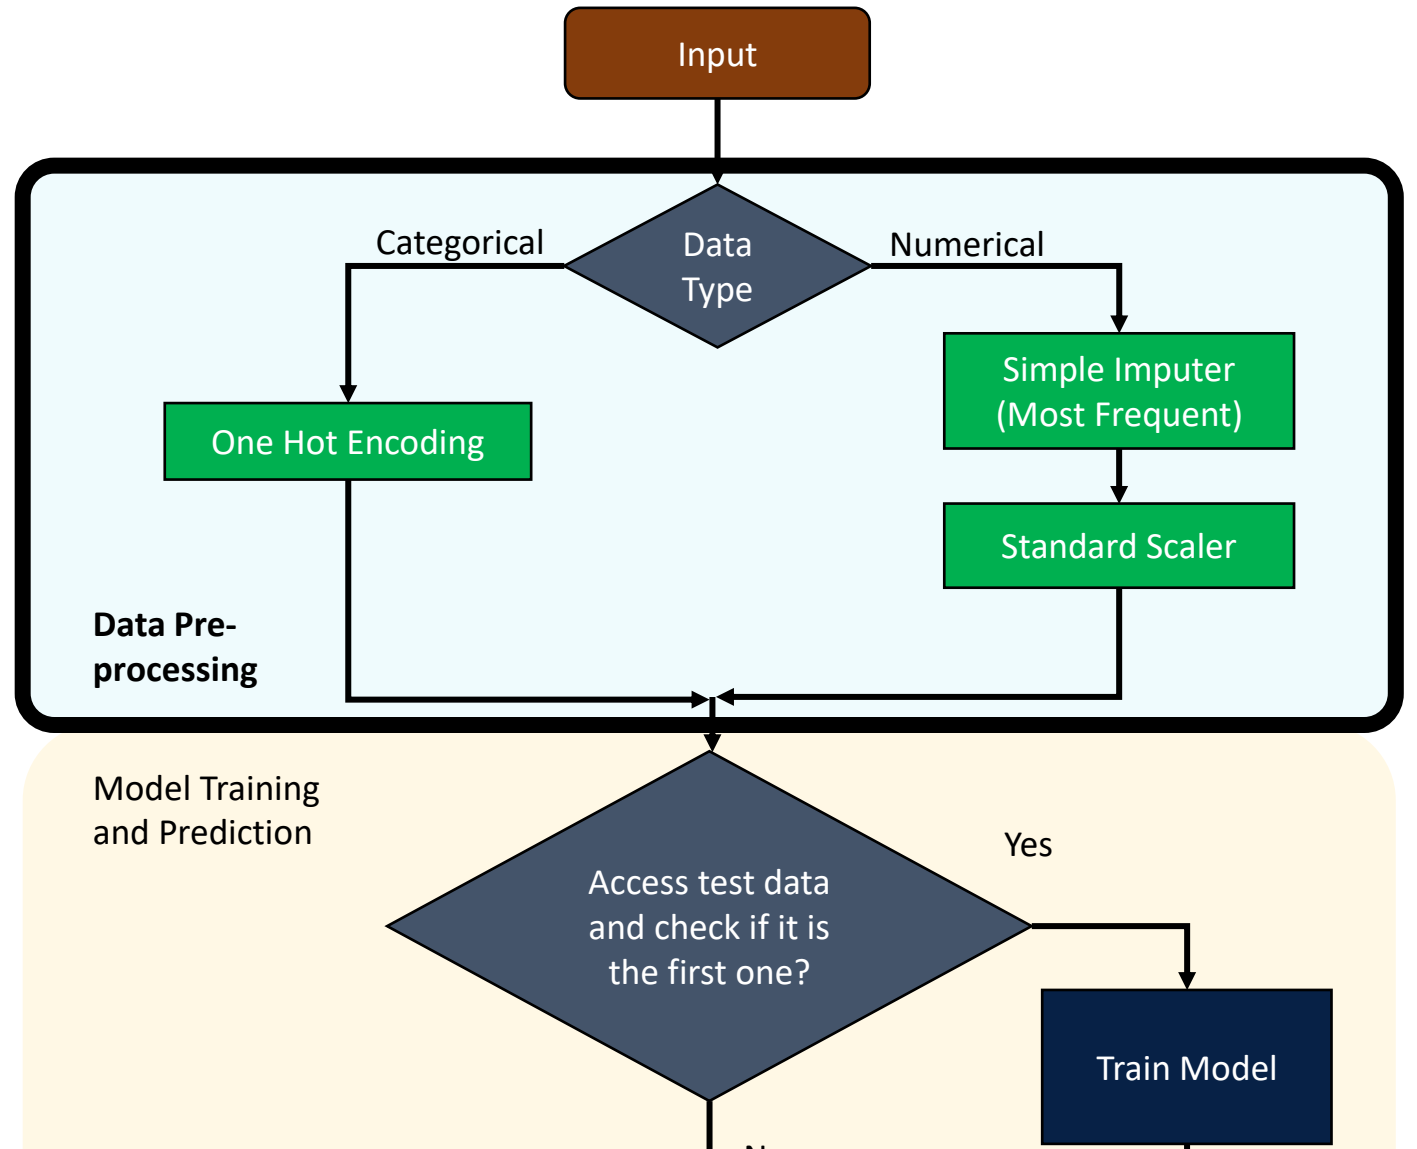 Input
Categorical
Data
Type
Numerical
One Hot Encoding
Simple Imputer
(Most Frequent)
Standard Scaler
Data Pre-
processing
Model Training
and Prediction
Access test data
and check if it is
the first one?
Yes
Train Model